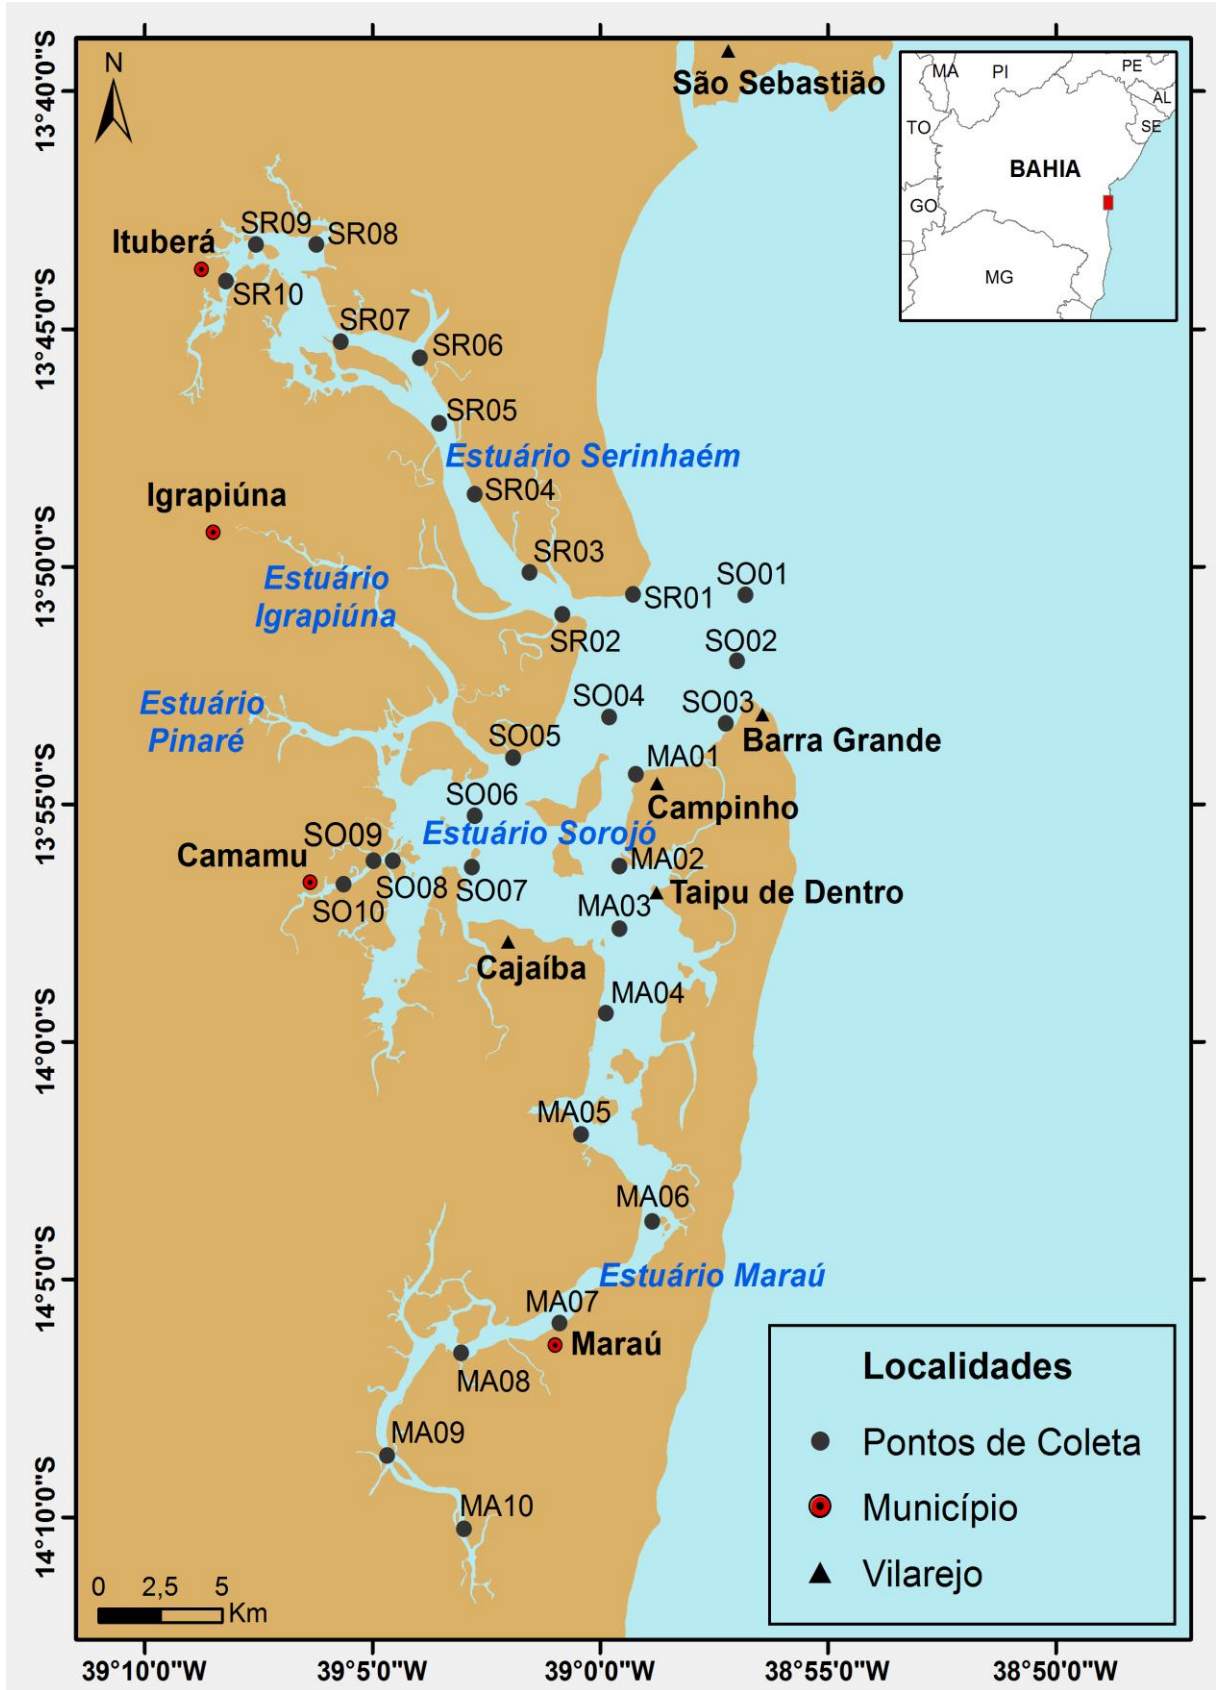 N
São Sebastião
MA
PI
PE
AL
SE
TO
BAHIA
GO
MG
13°40'0"S
13°45'0"S
13°50'0"S
13°55'0"S
14°0'0"S
14°5'0"S
14°10'0"S
SR09
SR08
Ituberá
SR10
SR07
SR06
SR05
Estuário Serinhaém
Igrapiúna
SR04
SR03
Estuário
Igrapiúna
SR01
SO01
SR02
SO02
Estuário
Pinaré
SO04
SO03
SO05
Barra Grande
MA01
SO06
Campinho
Estuário Sorojó
SO09
Camamu
MA02
SO08
SO07
Taipu de Dentro
SO10
MA03
Cajaíba
MA04
MA05
MA06
Estuário Maraú
MA07
Maraú
MA08
MA09
MA10
Localidades
Pontos de Coleta
Município
Vilarejo
0 2,5 5
Km
39°10'0"W
39°5'0"W
39°0'0"W
38°55'0"W
38°50'0"W